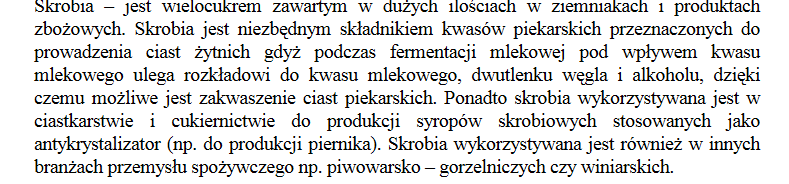 Skrobia – jest wielocukrem zawartym w dużych ilościach w ziemniakach i produktach
zbożowych. Skrobia jest niezbędnym składnikiem kwasów piekarskich przeznaczonych do
prowadzenia ciast żytnich gdyż podczas fermentacji mlekowej pod wpływem kwasu
mlekowego ulega rozkładowi do kwasu mlekowego, dwutlenku węgla i alkoholu, dzięki
czemu możliwe jest zakwaszenie ciast piekarskich. Ponadto skrobia wykorzystywana jest w
ciastkarstwie i cukiernictwie do produkcji syropów skrobiowych stosowanych jako
antykrystalizator (np. do produkcji piernika). Skrobia wykorzystywana jest również w innych
branżach przemysłu spożywczego np. piwowarsko – gorzelniczych czy winiarskich.